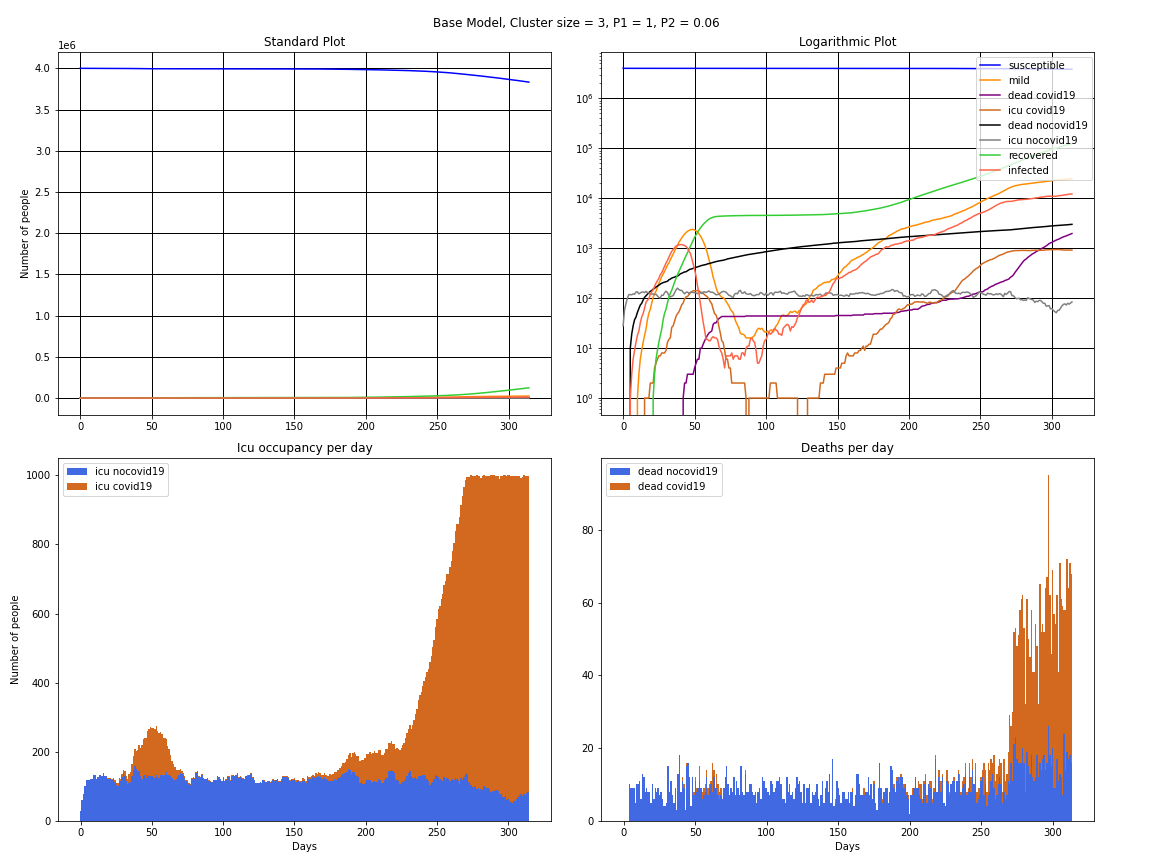 Base Model, Cluster size = 3, P1 = 1, P2 = 0.06
Standard Plot
1e6
4.0
3.5
3.0
2.5
2.0
1.5
1.0
0.5
0.0
Number of people
0 50 100 150 200 250 300
Logarithmic Plot
10^6
10^5
10^4
10^3
10^2
10^1
10^0
susceptible
mild
dead covid19
icu covid19
dead nocovid19
icu nocovid19
recovered
infected
0 50 100 150 200 250 300
Icu occupancy per day
icu nocovid19
icu covid19
1000
800
600
400
200
0
Number of people
0 50 100 150 200 250 300
Days
Deaths per day
dead nocovid19
dead covid19
80
60
40
20
0
0 50 100 150 200 250 300
Days